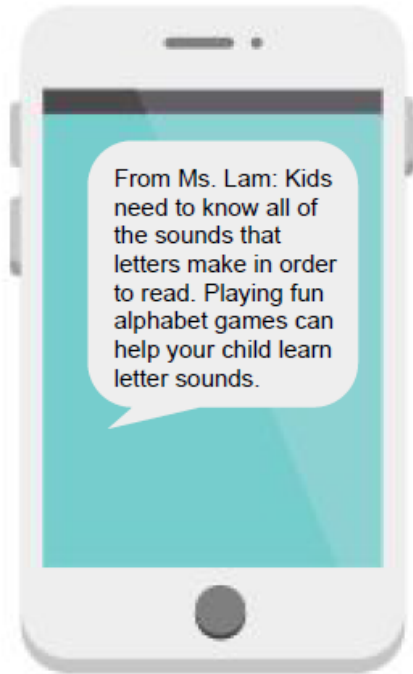 From Ms. Lam: Kids
need to know all of
the sounds that
letters make in order
to read. Playing fun
alphabet games can
help your child learn
letter sounds.